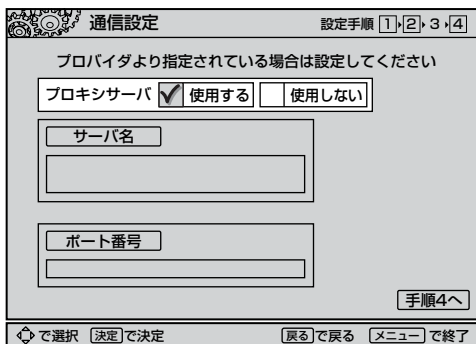 通信設定
設定手順 1 2 3 4
プロバイダより指定されている場合は設定してください
プロキシサーバ 使用する 使用しない
サーバ名
ポート番号
手順4へ
で選択 決定 で決定 戻る で戻る メニュー で終了